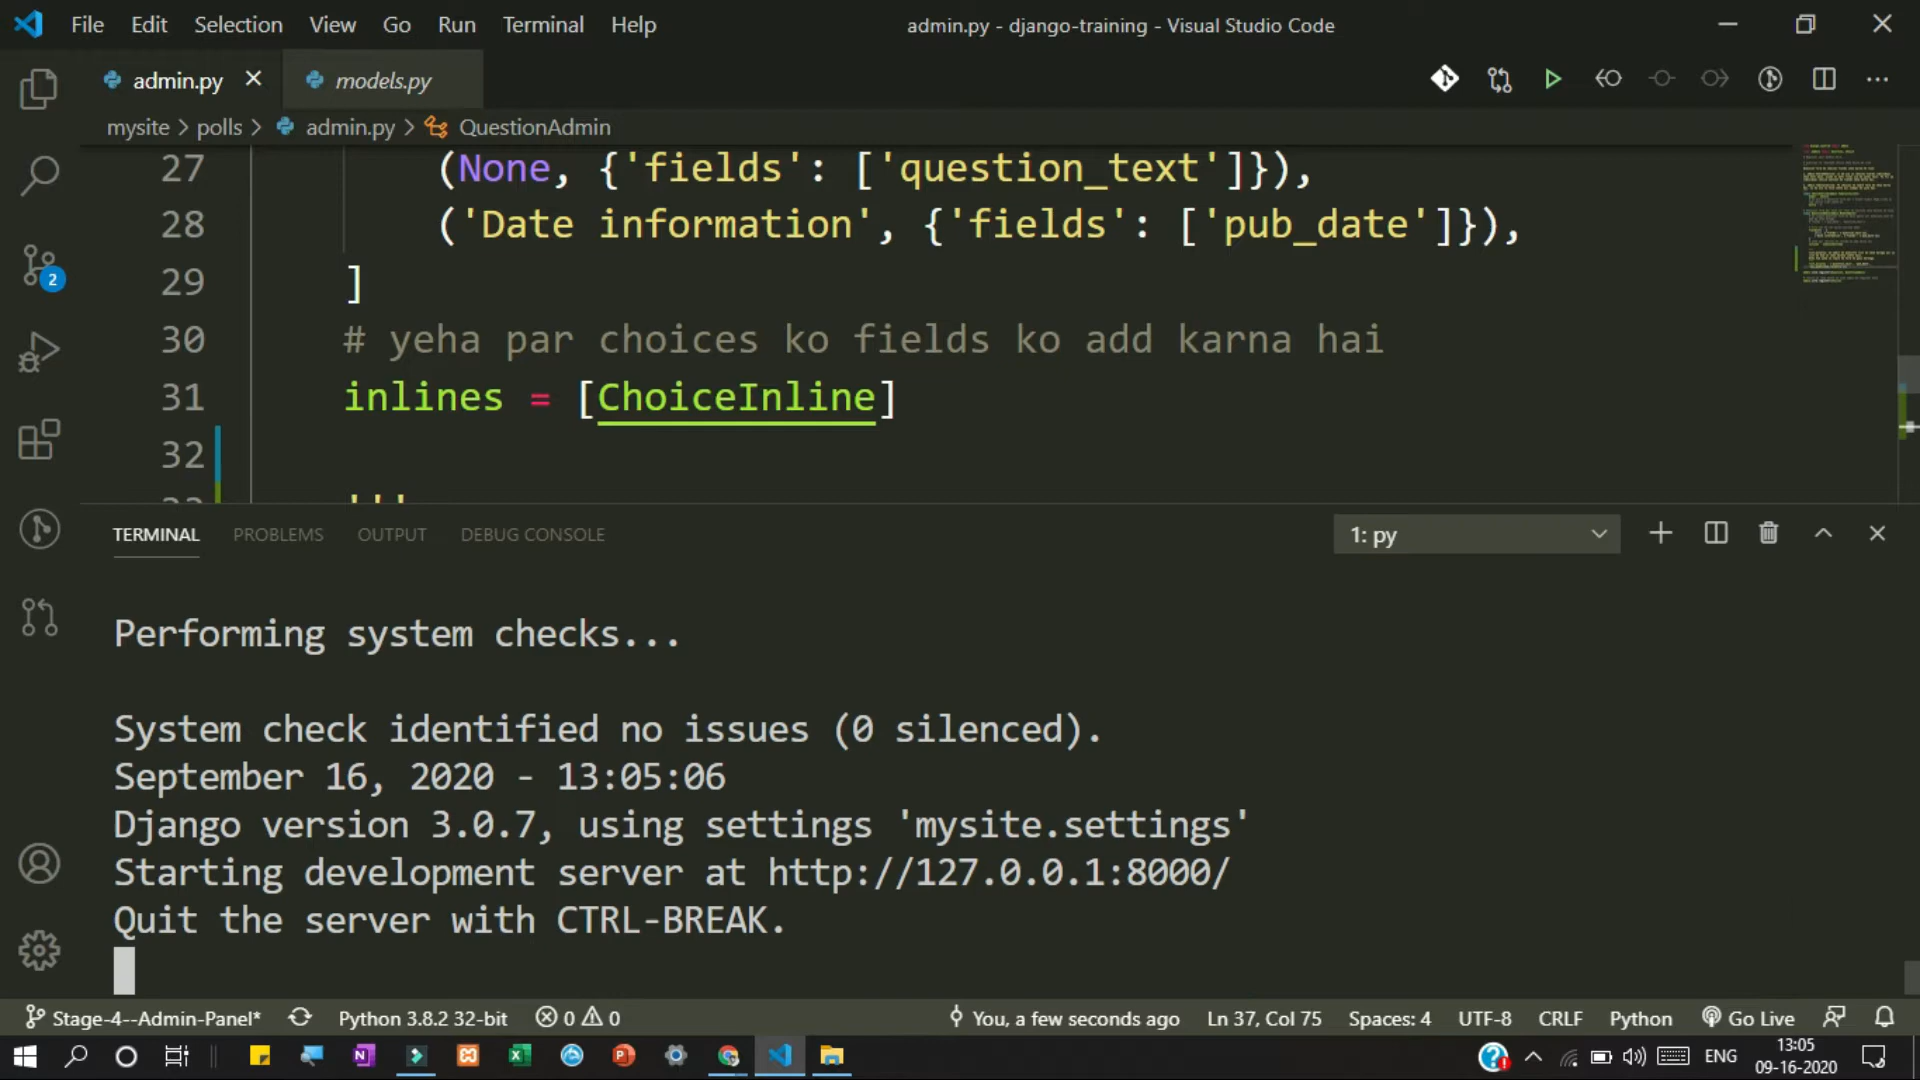 File Edit Selection View Go Run Terminal Help
admin.py - django-training - Visual Studio Code
admin.py
models.py
mysite > polls > admin.py > QuestionAdmin
27 (None, {'fields': ['question_text']}),
28 ('Date information', {'fields': ['pub_date']}),
29 ]
30 # yeha par choices ko fields ko add karna hai
31 inlines = [ChoiceInline]
32
'''
2
TERMINAL PROBLEMS OUTPUT DEBUG CONSOLE
1: py
Performing system checks...
System check identified no issues (0 silenced).
September 16, 2020 - 13:05:06
Django version 3.0.7, using settings 'mysite.settings'
Starting development server at http://127.0.0.1:8000/
Quit the server with CTRL-BREAK.
Stage-4--Admin-Panel* Python 3.8.2 32-bit 0 0 You, a few seconds ago Ln 37, Col 75 Spaces: 4 UTF-8 CRLF Python Go Live
ENG
13:05
09-16-2020